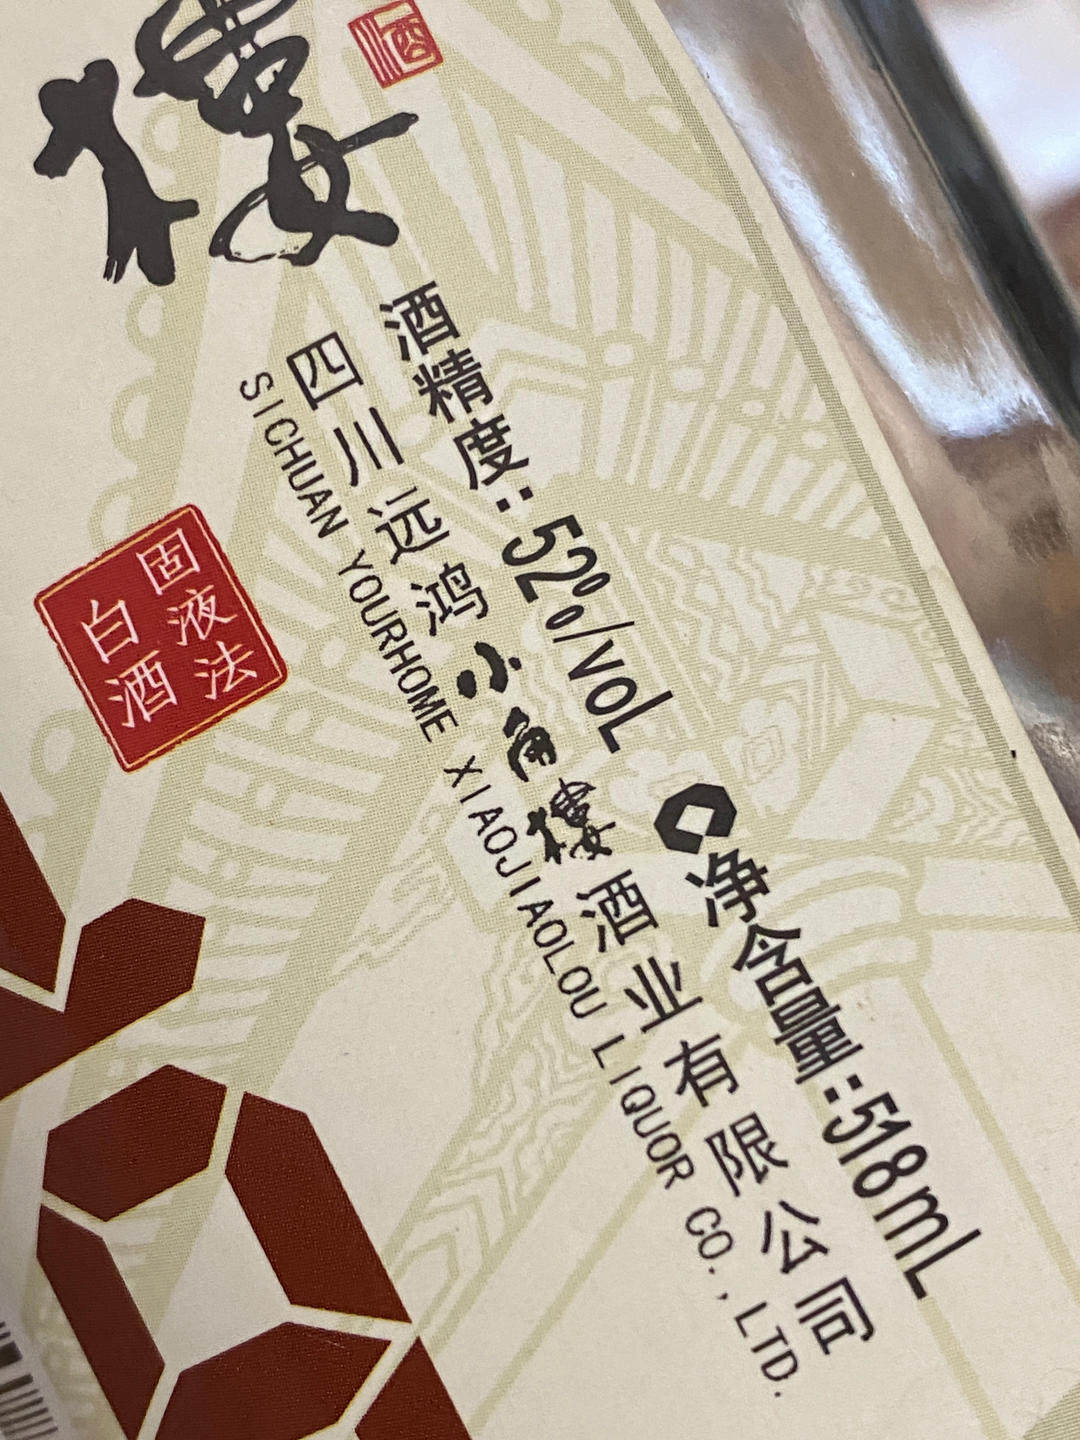 樓
酒
酒精度：52%/VOL 净含量：518mL
四川远鸿小角樓酒业有限公司
SICHUAN YOURHOME XIAOJIAOLOU LIQUOR CO., LTD.
固液法
白酒